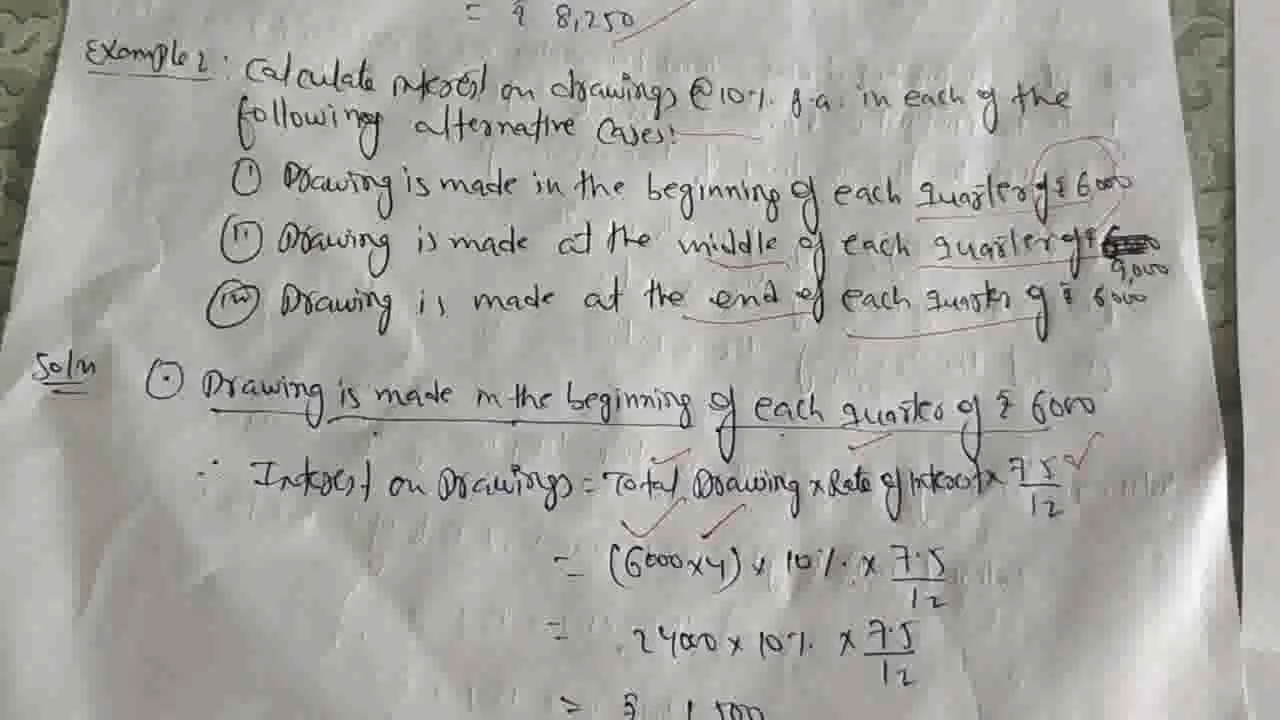 = ₹ 8,250
Example 2: Calculate interest on drawings @ 10% p.a. in each of the
following alternative cases:
(i) Drawing is made in the beginning of each quarter of ₹ 6000
(ii) Drawing is made at the middle of each quarter of ₹
9,000
(iii) Drawing is made at the end of each quarter of ₹ 6000
Soln (i) Drawing is made in the beginning of each quarter of ₹ 6000
∴ Interest on Drawings = Total Drawing x Rate of Interest x 7.5/12
= (6000x4) x 10% x 7.5/12
= 24000 x 10% x 7.5/12
= ₹ 1,500